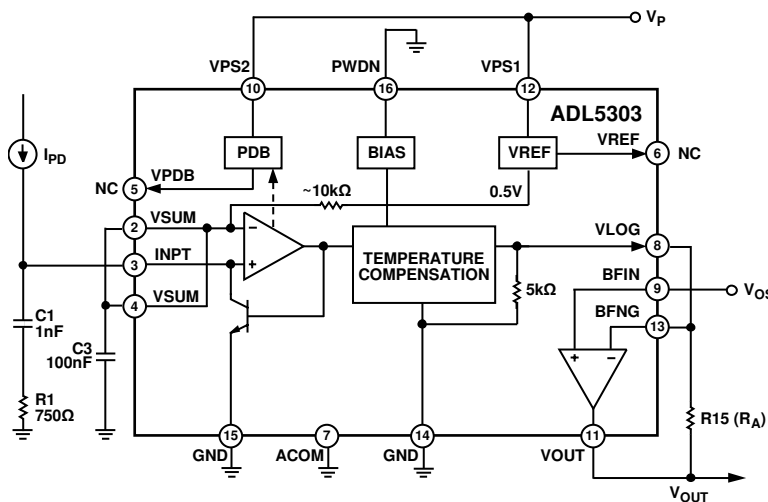 VP
VPS2
PWDN
VPS1
10
16
12
ADL5303
IPD
PDB
BIAS
VREF
VREF
6
NC
NC
5
VPDB
~10kΩ
0.5V
2
VSUM
−
VLOG
8
3
INPT
+
TEMPERATURE
COMPENSATION
BFIN
9
VOS
4
VSUM
5kΩ
BFNG
13
C1
1nF
C3
100nF
+
−
R1
750Ω
R15 (RA)
15
7
14
11
GND
ACOM
GND
VOUT
VOUT